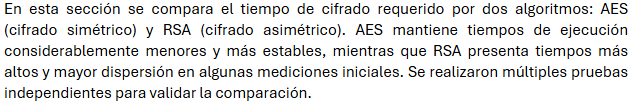 En esta sección se compara el tiempo de cifrado requerido por dos algoritmos: AES
(cifrado simétrico) y RSA (cifrado asimétrico). AES mantiene tiempos de ejecución
considerablemente menores y más estables, mientras que RSA presenta tiempos más
altos y mayor dispersión en algunas mediciones iniciales. Se realizaron múltiples pruebas
independientes para validar la comparación.